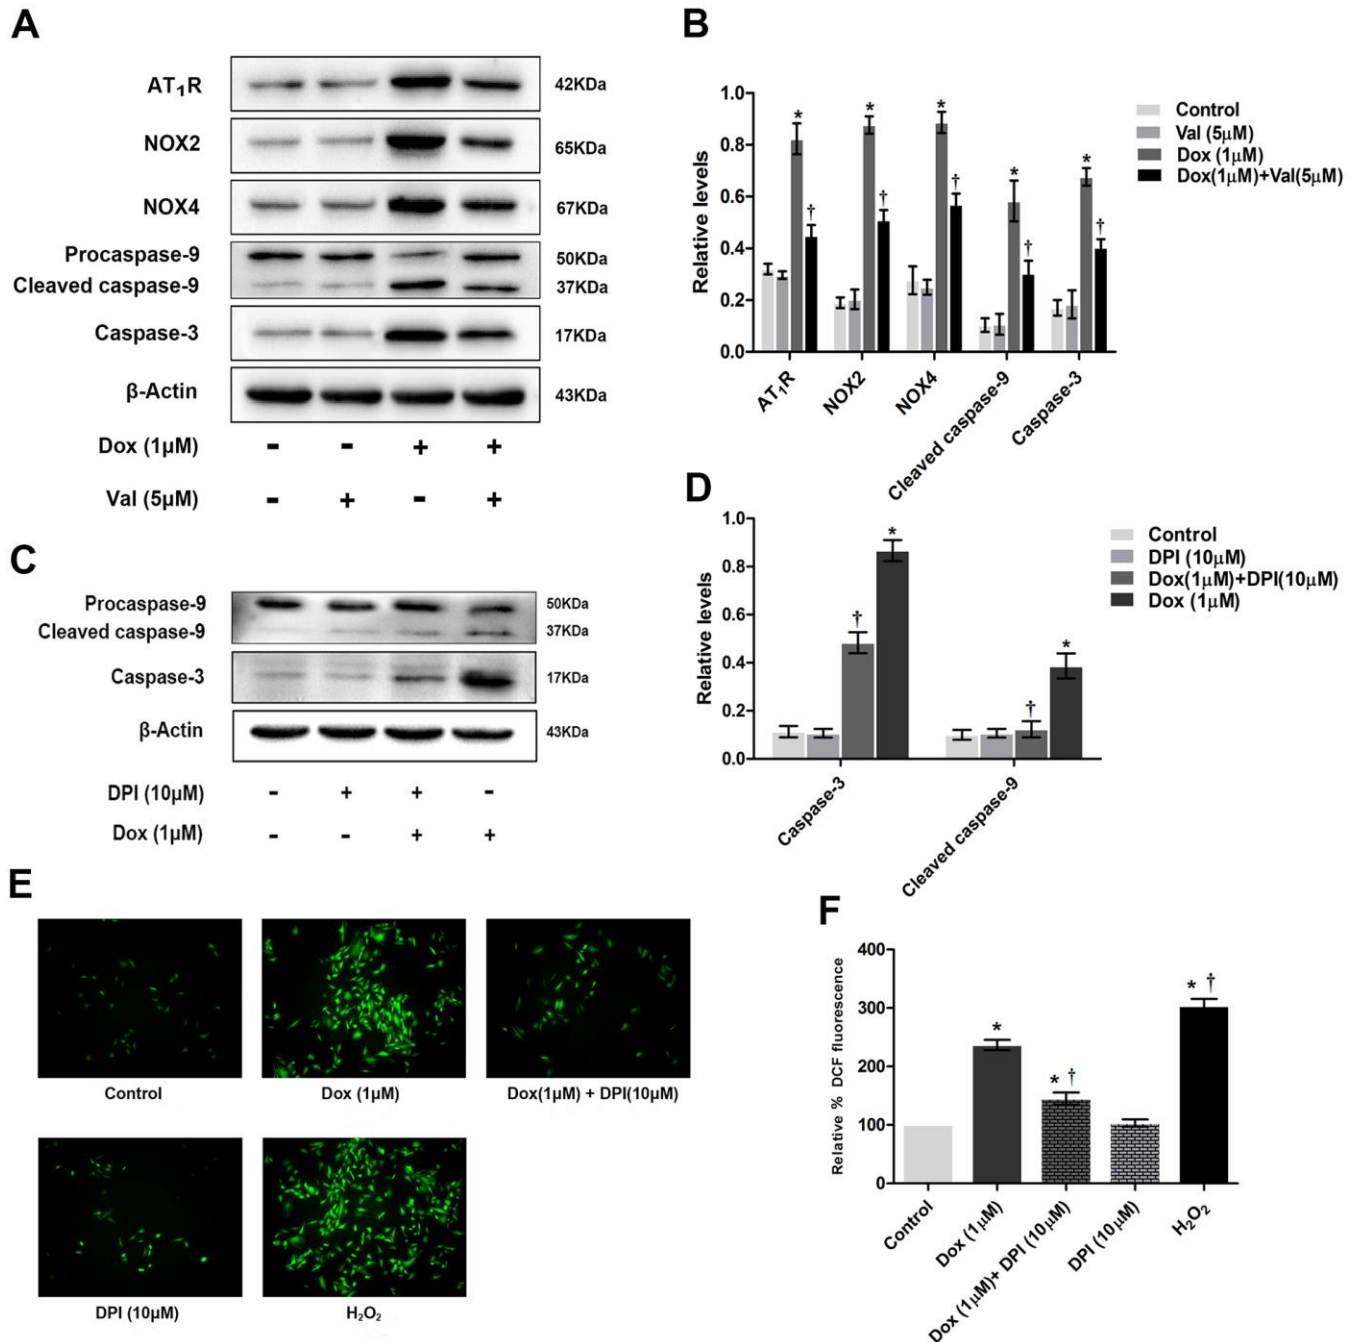 A
AT₁R
42KDa
NOX2
65KDa
NOX4
67KDa
Procaspase-9
50KDa
Cleaved caspase-9
37KDa
Caspase-3
17KDa
β-Actin
43KDa
Dox (1μM) - - + +
Val (5μM) - + - +
B
Relative levels
1.0
0.8
0.6
0.4
0.2
0.0
* * * * *
† † † † †
AT₁R
NOX2
NOX4
Cleaved caspase-9
Caspase-3
Control
Val (5μM)
Dox (1μM)
Dox(1μM)+Val(5μM)
C
Procaspase-9
50KDa
Cleaved caspase-9
37KDa
Caspase-3
17KDa
β-Actin
43KDa
DPI (10μM) - + + -
Dox (1μM) - - + +
D
Relative levels
1.0
0.8
0.6
0.4
0.2
0.0
† * † *
Caspase-3
Cleaved caspase-9
Control
DPI (10μM)
Dox(1μM)+DPI(10μM)
Dox (1μM)
E
Control
Dox (1μM)
Dox(1μM) + DPI(10μM)
DPI (10μM)
H₂O₂
F
Relative % DCF fluorescence
400
300
200
100
0
*
* †
* †
Control
Dox (1μM)
Dox (1μM)+ DPI (10μM)
DPI (10μM)
H₂O₂